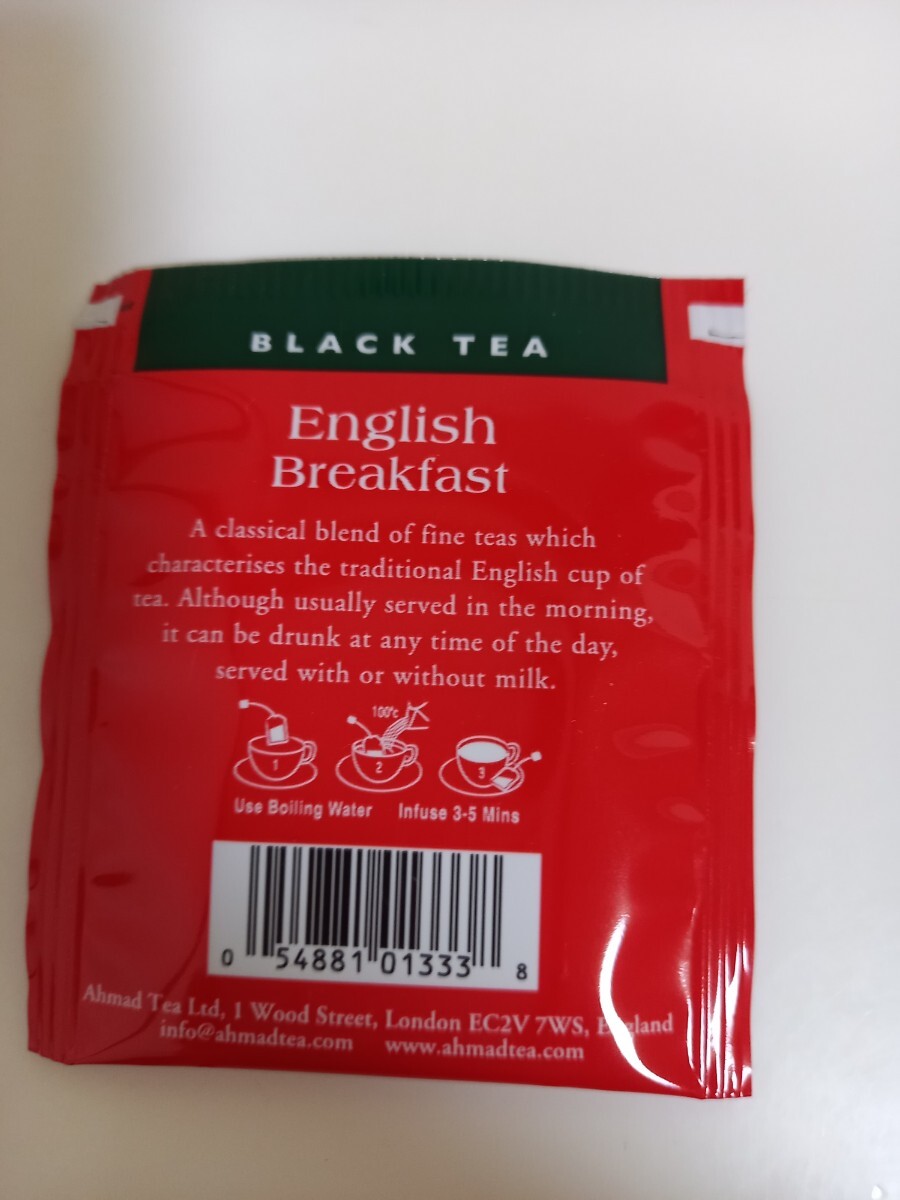 BLACK TEA
English
Breakfast
A classical blend of fine teas which
characterises the traditional English cup of
tea. Although usually served in the morning,
it can be drunk at any time of the day,
served with or without milk.
100°c
1 2 3
Use Boiling Water Infuse 3-5 Mins
0 54881 01333 8
Ahmad Tea Ltd, 1 Wood Street, London EC2V 7WS, England
info@ahmadtea.com www.ahmadtea.com